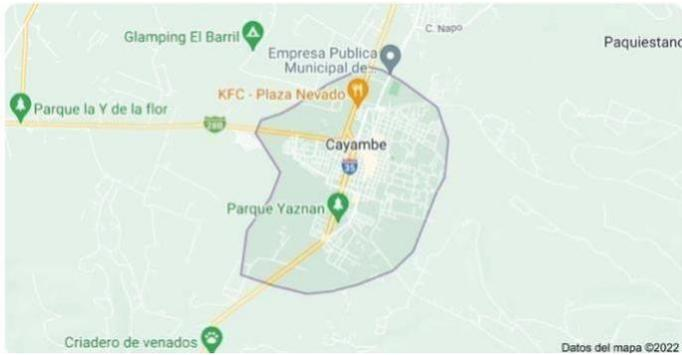 C. Napo
Glamping El Barril
Paquiestanc
Empresa Publica
Municipal de...
KFC - Plaza Nevado
Parque la Y de la flor
28B
Cayambe
35
Parque Yaznan
Criadero de venados
Datos del mapa ©2022